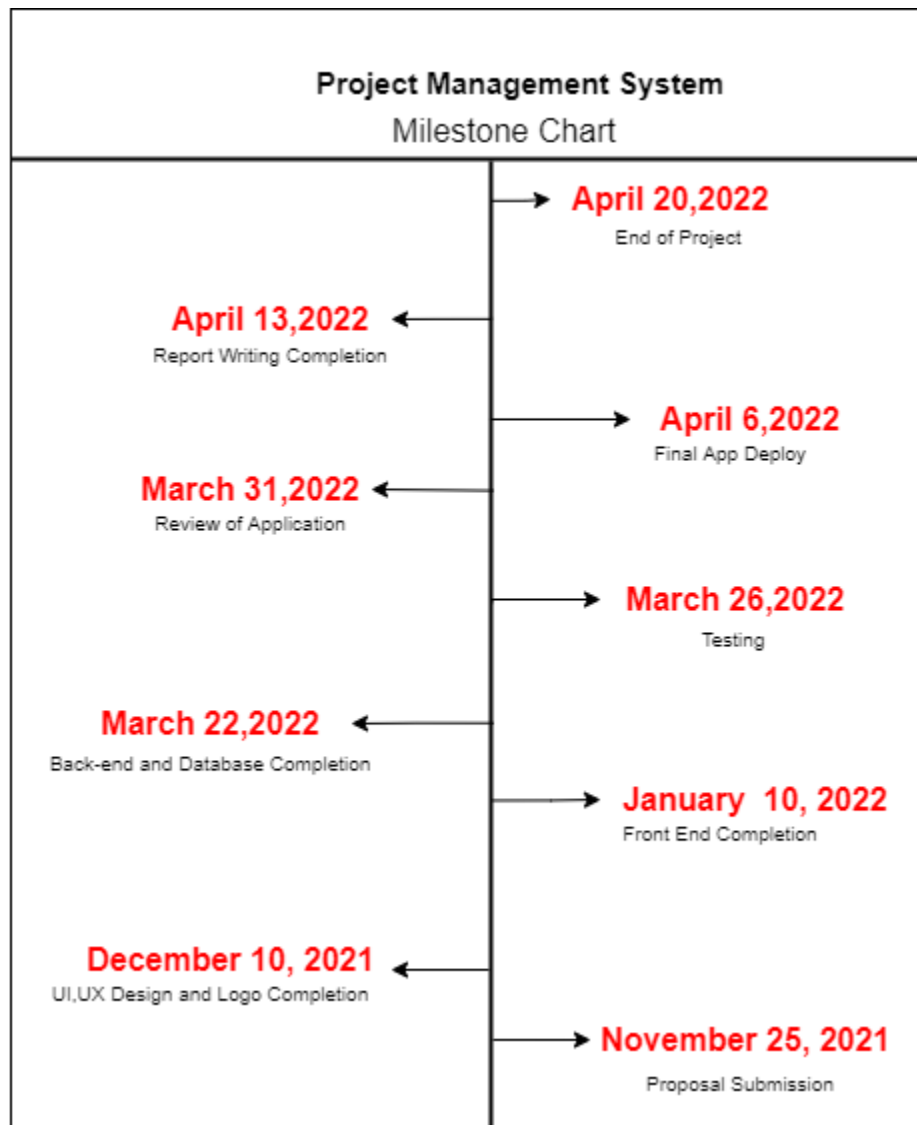 Project Management System
Milestone Chart
April 20,2022
End of Project
April 13,2022
Report Writing Completion
April 6,2022
Final App Deploy
March 31,2022
Review of Application
March 26,2022
Testing
March 22,2022
Back-end and Database Completion
January  10, 2022
Front End Completion
December 10, 2021
UI,UX Design and Logo Completion
November 25, 2021
Proposal Submission